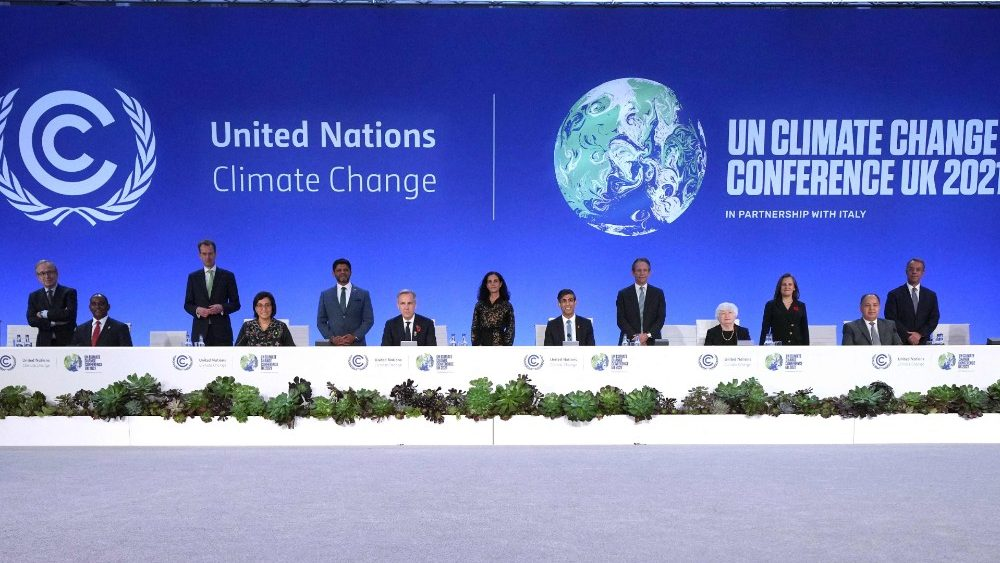 United Nations
Climate Change
UN CLIMATE CHANGE
CONFERENCE UK 2021
IN PARTNERSHIP WITH ITALY